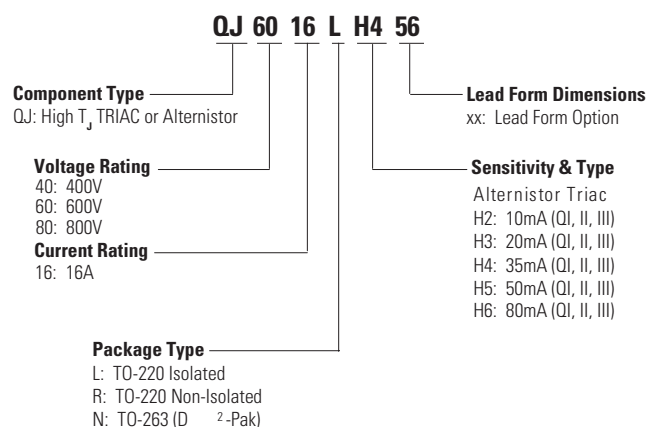 QJ 60 16 L H4 56
Component Type
QJ: High TJ TRIAC or Alternistor
Voltage Rating
40: 400V
60: 600V
80: 800V
Current Rating
16: 16A
Package Type
L: TO-220 Isolated
R: TO-220 Non-Isolated
N: TO-263 (D 2 -Pak)
Lead Form Dimensions
xx: Lead Form Option
Sensitivity & Type
Alternistor Triac
H2: 10mA (QI, II, III)
H3: 20mA (QI, II, III)
H4: 35mA (QI, II, III)
H5: 50mA (QI, II, III)
H6: 80mA (QI, II, III)